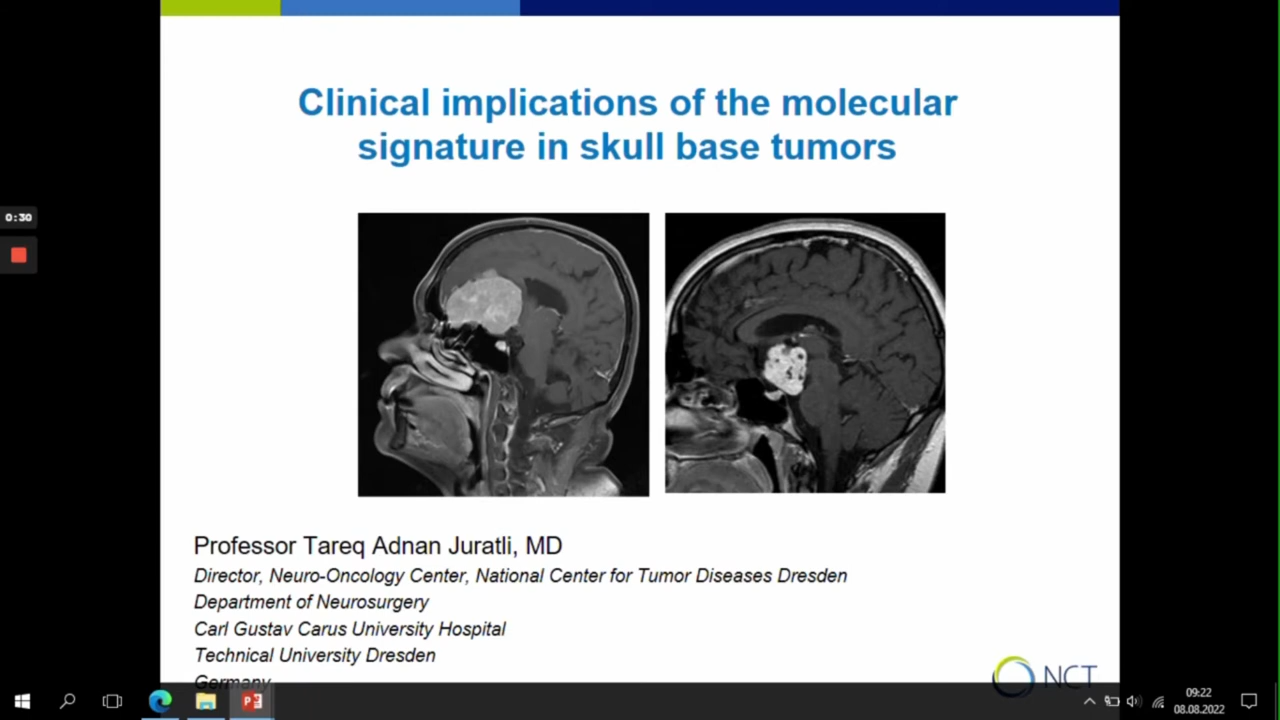 Clinical implications of the molecular
signature in skull base tumors
0:30
Professor Tareq Adnan Juratli, MD
Director, Neuro-Oncology Center, National Center for Tumor Diseases Dresden
Department of Neurosurgery
Carl Gustav Carus University Hospital
Technical University Dresden
Germany
NCT
09:22
08.08.2022